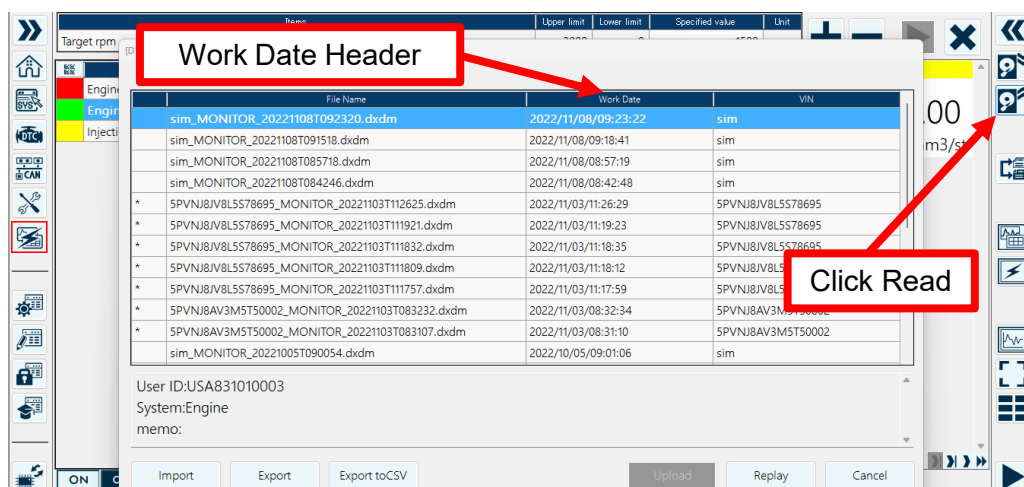 Items Upper limit Lower limit Specified value Unit
Target rpm
Work Date Header
File Name Work Date VIN
sim_MONITOR_20221108T092320.dxdm 2022/11/08/09:23:22 sim
sim_MONITOR_20221108T091518.dxdm 2022/11/08/09:18:41 sim
sim_MONITOR_20221108T085718.dxdm 2022/11/08/08:57:19 sim
sim_MONITOR_20221108T084246.dxdm 2022/11/08/08:42:48 sim
* 5PVNJ8JV8L5S78695_MONITOR_20221103T112625.dxdm 2022/11/03/11:26:29 5PVNJ8JV8L5S78695
* 5PVNJ8JV8L5S78695_MONITOR_20221103T111921.dxdm 2022/11/03/11:19:23 5PVNJ8JV8L5S78695
* 5PVNJ8JV8L5S78695_MONITOR_20221103T111832.dxdm 2022/11/03/11:18:35 5PVNJ8JV8L5S78695
* 5PVNJ8JV8L5S78695_MONITOR_20221103T111809.dxdm 2022/11/03/11:18:12
* 5PVNJ8JV8L5S78695_MONITOR_20221103T111757.dxdm 2022/11/03/11:17:59
* 5PVNJ8AV3M5T50002_MONITOR_20221103T083232.dxdm 2022/11/03/08:32:34
* 5PVNJ8AV3M5T50002_MONITOR_20221103T083107.dxdm 2022/11/03/08:31:10 5PVNJ8AV3M5T50002
sim_MONITOR_20221005T090054.dxdm 2022/10/05/09:01:06 sim
Click Read
User ID:USA831010003
System:Engine
memo:
Import Export Export toCSV Upload Replay Cancel
.00
SYS
DTC
CAN
ON